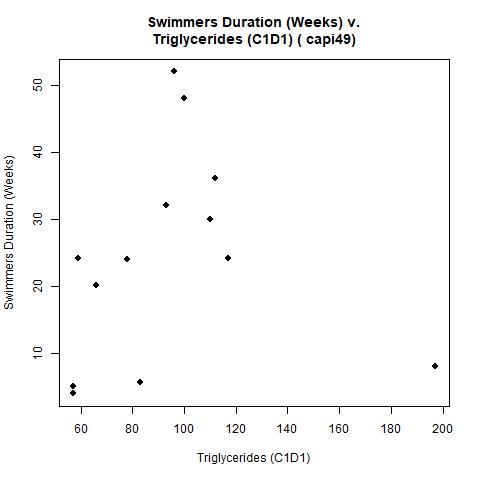 Swimmers Duration (Weeks) v.
Triglycerides (C1D1) ( capi49)
Swimmers Duration (Weeks)
50
40
30
20
10
60 80 100 120 140 160 180 200
Triglycerides (C1D1)